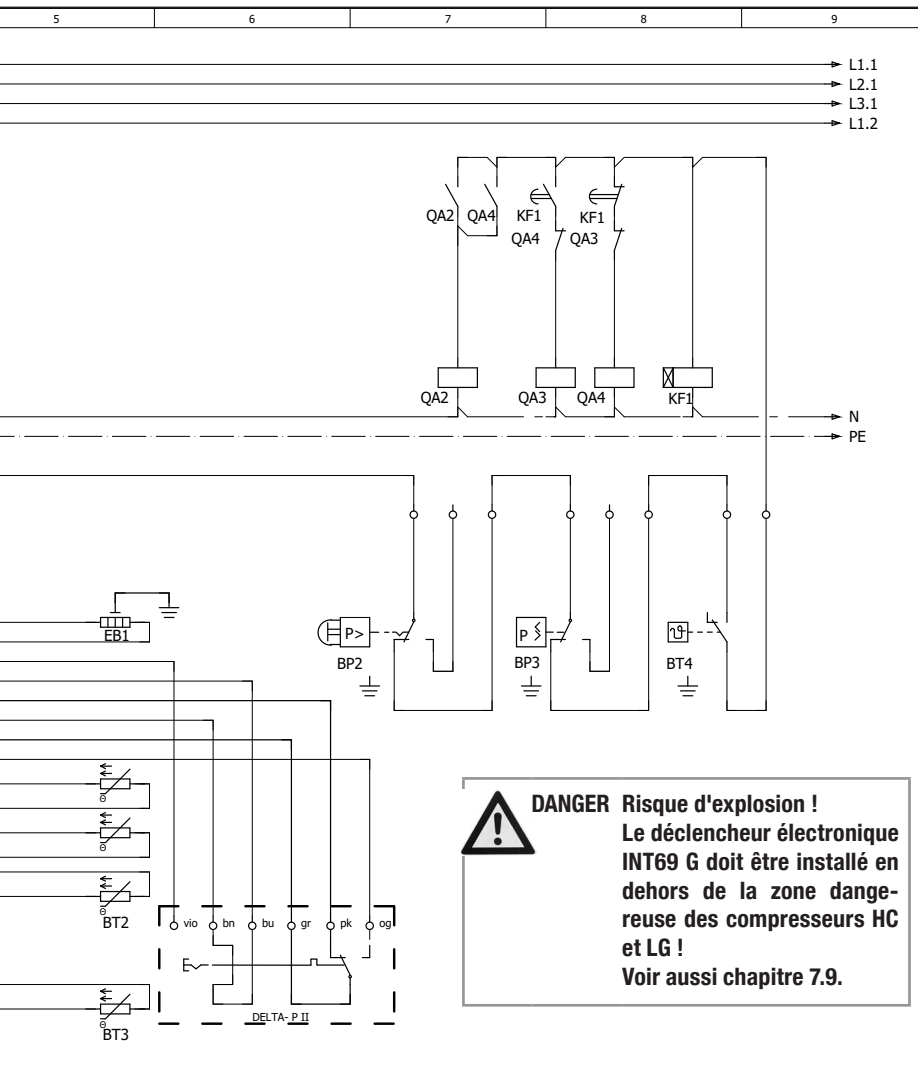 5 6 7 8 9
L1.1
L2.1
L3.1
L1.2
QA2 QA4 KF1 KF1
QA4 QA3
QA2 QA3 QA4 KF1
N
PE
EB1
P> P
BP2 BP3 BT4
Θ
Θ
Θ
BT2
vio bn bu gr pk og
DELTA- P II
Θ
BT3
DANGER Risque d'explosion !
Le déclencheur électronique
INT69 G doit être installé en
dehors de la zone dange-
reuse des compresseurs HC
et LG !
Voir aussi chapitre 7.9.